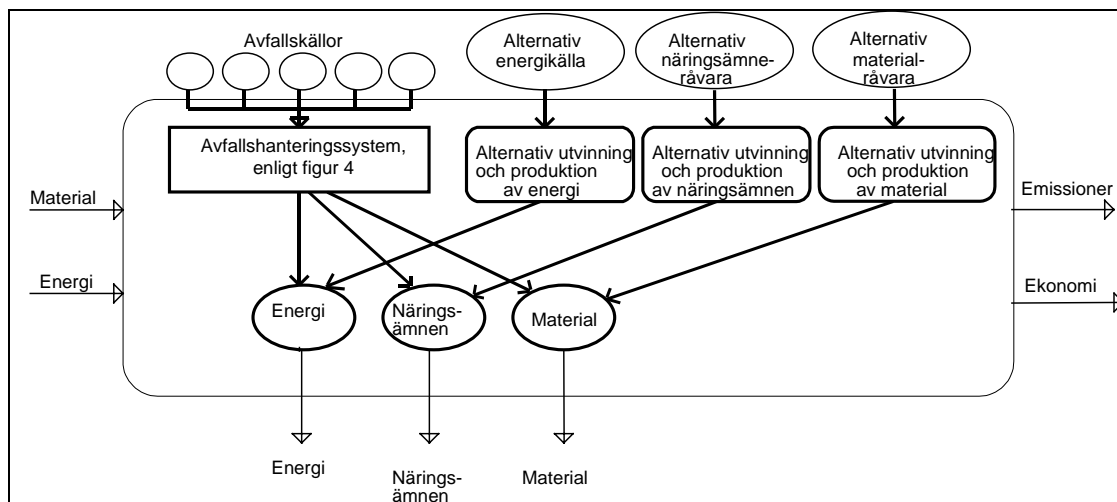 Avfallskällor
Alternativ
energikälla
Alternativ
näringsämne-
råvara
Alternativ
material-
råvara
Avfallshanteringssystem,
enligt figur 4
Alternativ utvinning
och produktion
av energi
Alternativ utvinning
och produktion
av näringsämnen
Alternativ utvinning
och produktion
av material
Material
Energi
Emissioner
Ekonomi
Energi
Närings-
ämnen
Material
Energi
Närings-
ämnen
Material